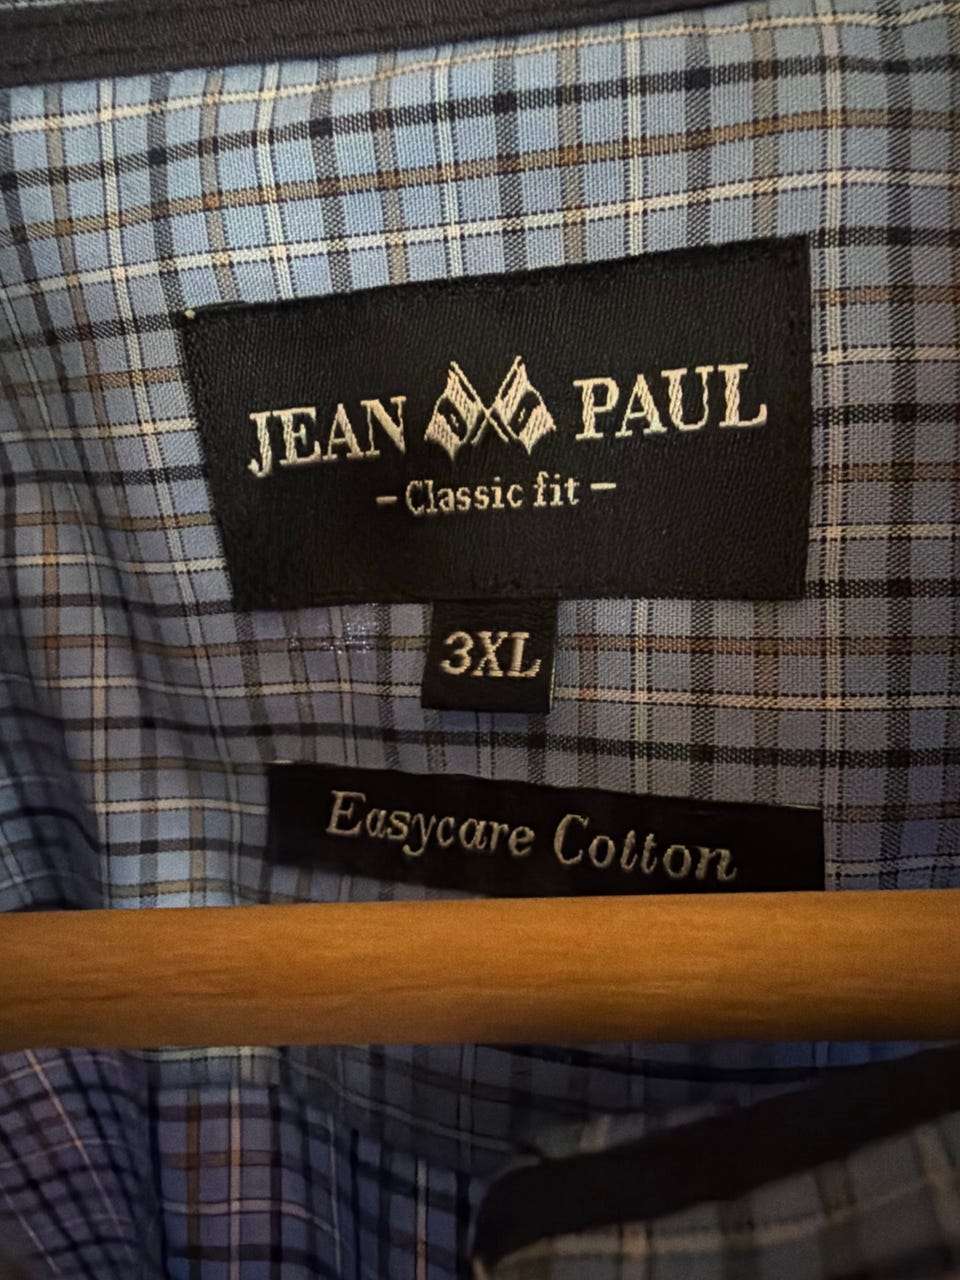 JEAN PAUL
-Classic fit-
3XL
Easycare Cotton